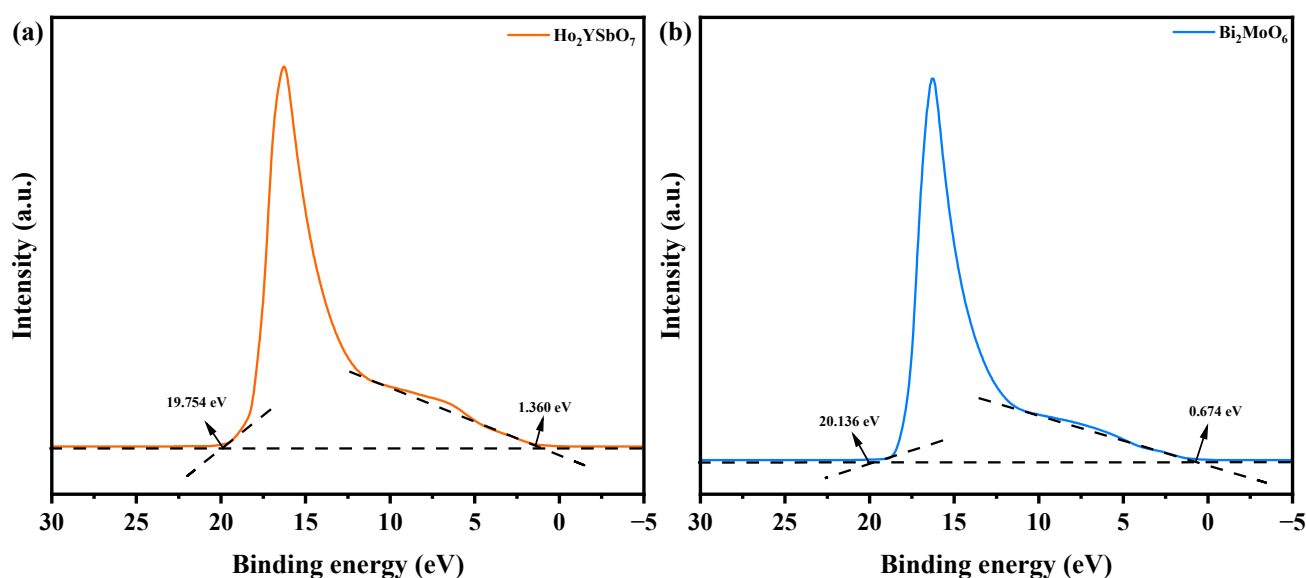 (a)
Ho₂YSbO₇
Intensity (a.u.)
19.754 eV
1.360 eV
30 25 20 15 10 5 0 −5
Binding energy (eV)
(b)
Bi₂MoO₆
Intensity (a.u.)
20.136 eV
0.674 eV
30 25 20 15 10 5 0 −5
Binding energy (eV)